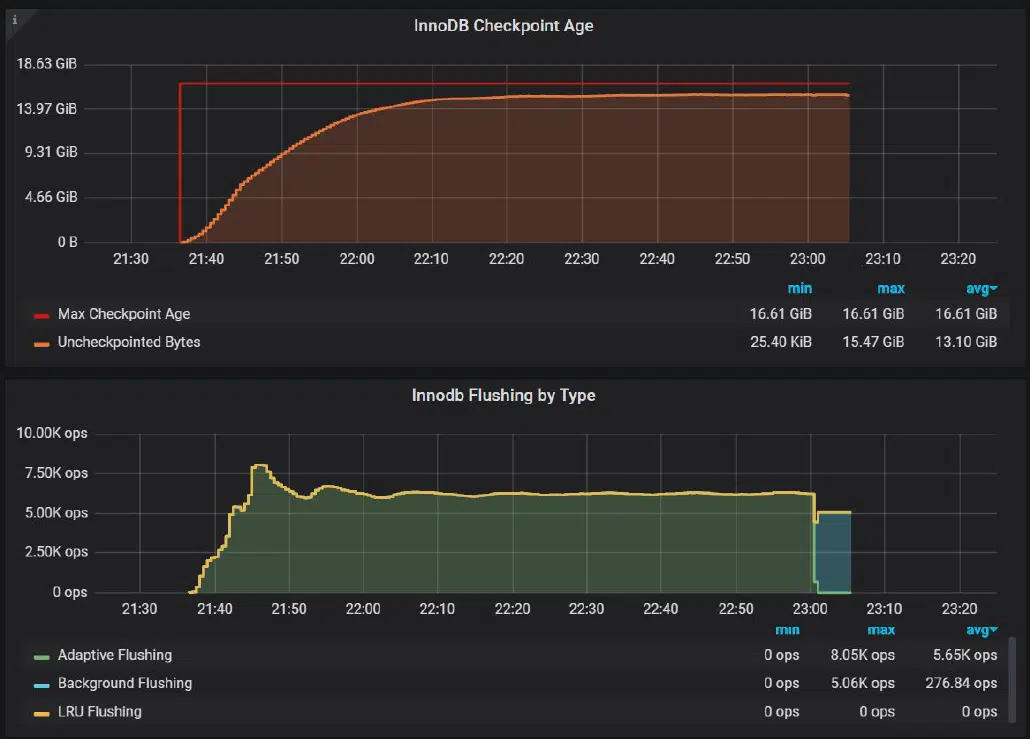 i
InnoDB Checkpoint Age
18.63 GiB
13.97 GiB
9.31 GiB
4.66 GiB
0 B
21:30 21:40 21:50 22:00 22:10 22:20 22:30 22:40 22:50 23:00 23:10 23:20
min max avg
Max Checkpoint Age 16.61 GiB 16.61 GiB 16.61 GiB
Uncheckpointed Bytes 25.40 KiB 15.47 GiB 13.10 GiB
Innodb Flushing by Type
10.00K ops
7.50K ops
5.00K ops
2.50K ops
0 ops
21:30 21:40 21:50 22:00 22:10 22:20 22:30 22:40 22:50 23:00 23:10 23:20
min max avg
Adaptive Flushing 0 ops 8.05K ops 5.65K ops
Background Flushing 0 ops 5.06K ops 276.84 ops
LRU Flushing 0 ops 0 ops 0 ops